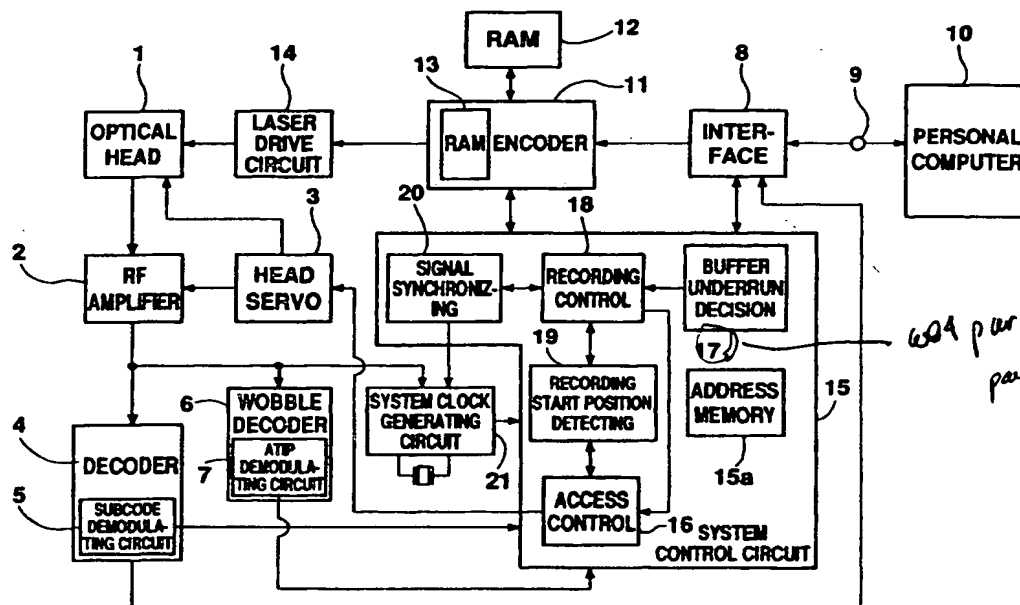 RAM
12
1
14
13
11
8
9
10
OPTICAL
HEAD
LASER
DRIVE
CIRCUIT
RAM
ENCODER
INTER-
FACE
PERSONAL
COMPUTER
2
3
20
18
RF
AMPLIFIER
HEAD
SERVO
SIGNAL
SYNCHRONIZ-
ING
RECORDING
CONTROL
BUFFER
UNDERRUN
DECISION
17
19
RECORDING
START POSITION
DETECTING
ADDRESS
MEMORY
15
15a
4
DECODER
5
SUBCODE
DEMODULA-
TING CIRCUIT
6
WOBBLE
DECODER
7
ATIP
DEMODULA-
TING CIRCUIT
SYSTEM CLOCK
GENERATING
CIRCUIT
21
ACCESS
CONTROL
16
SYSTEM
CONTROL CIRCUIT